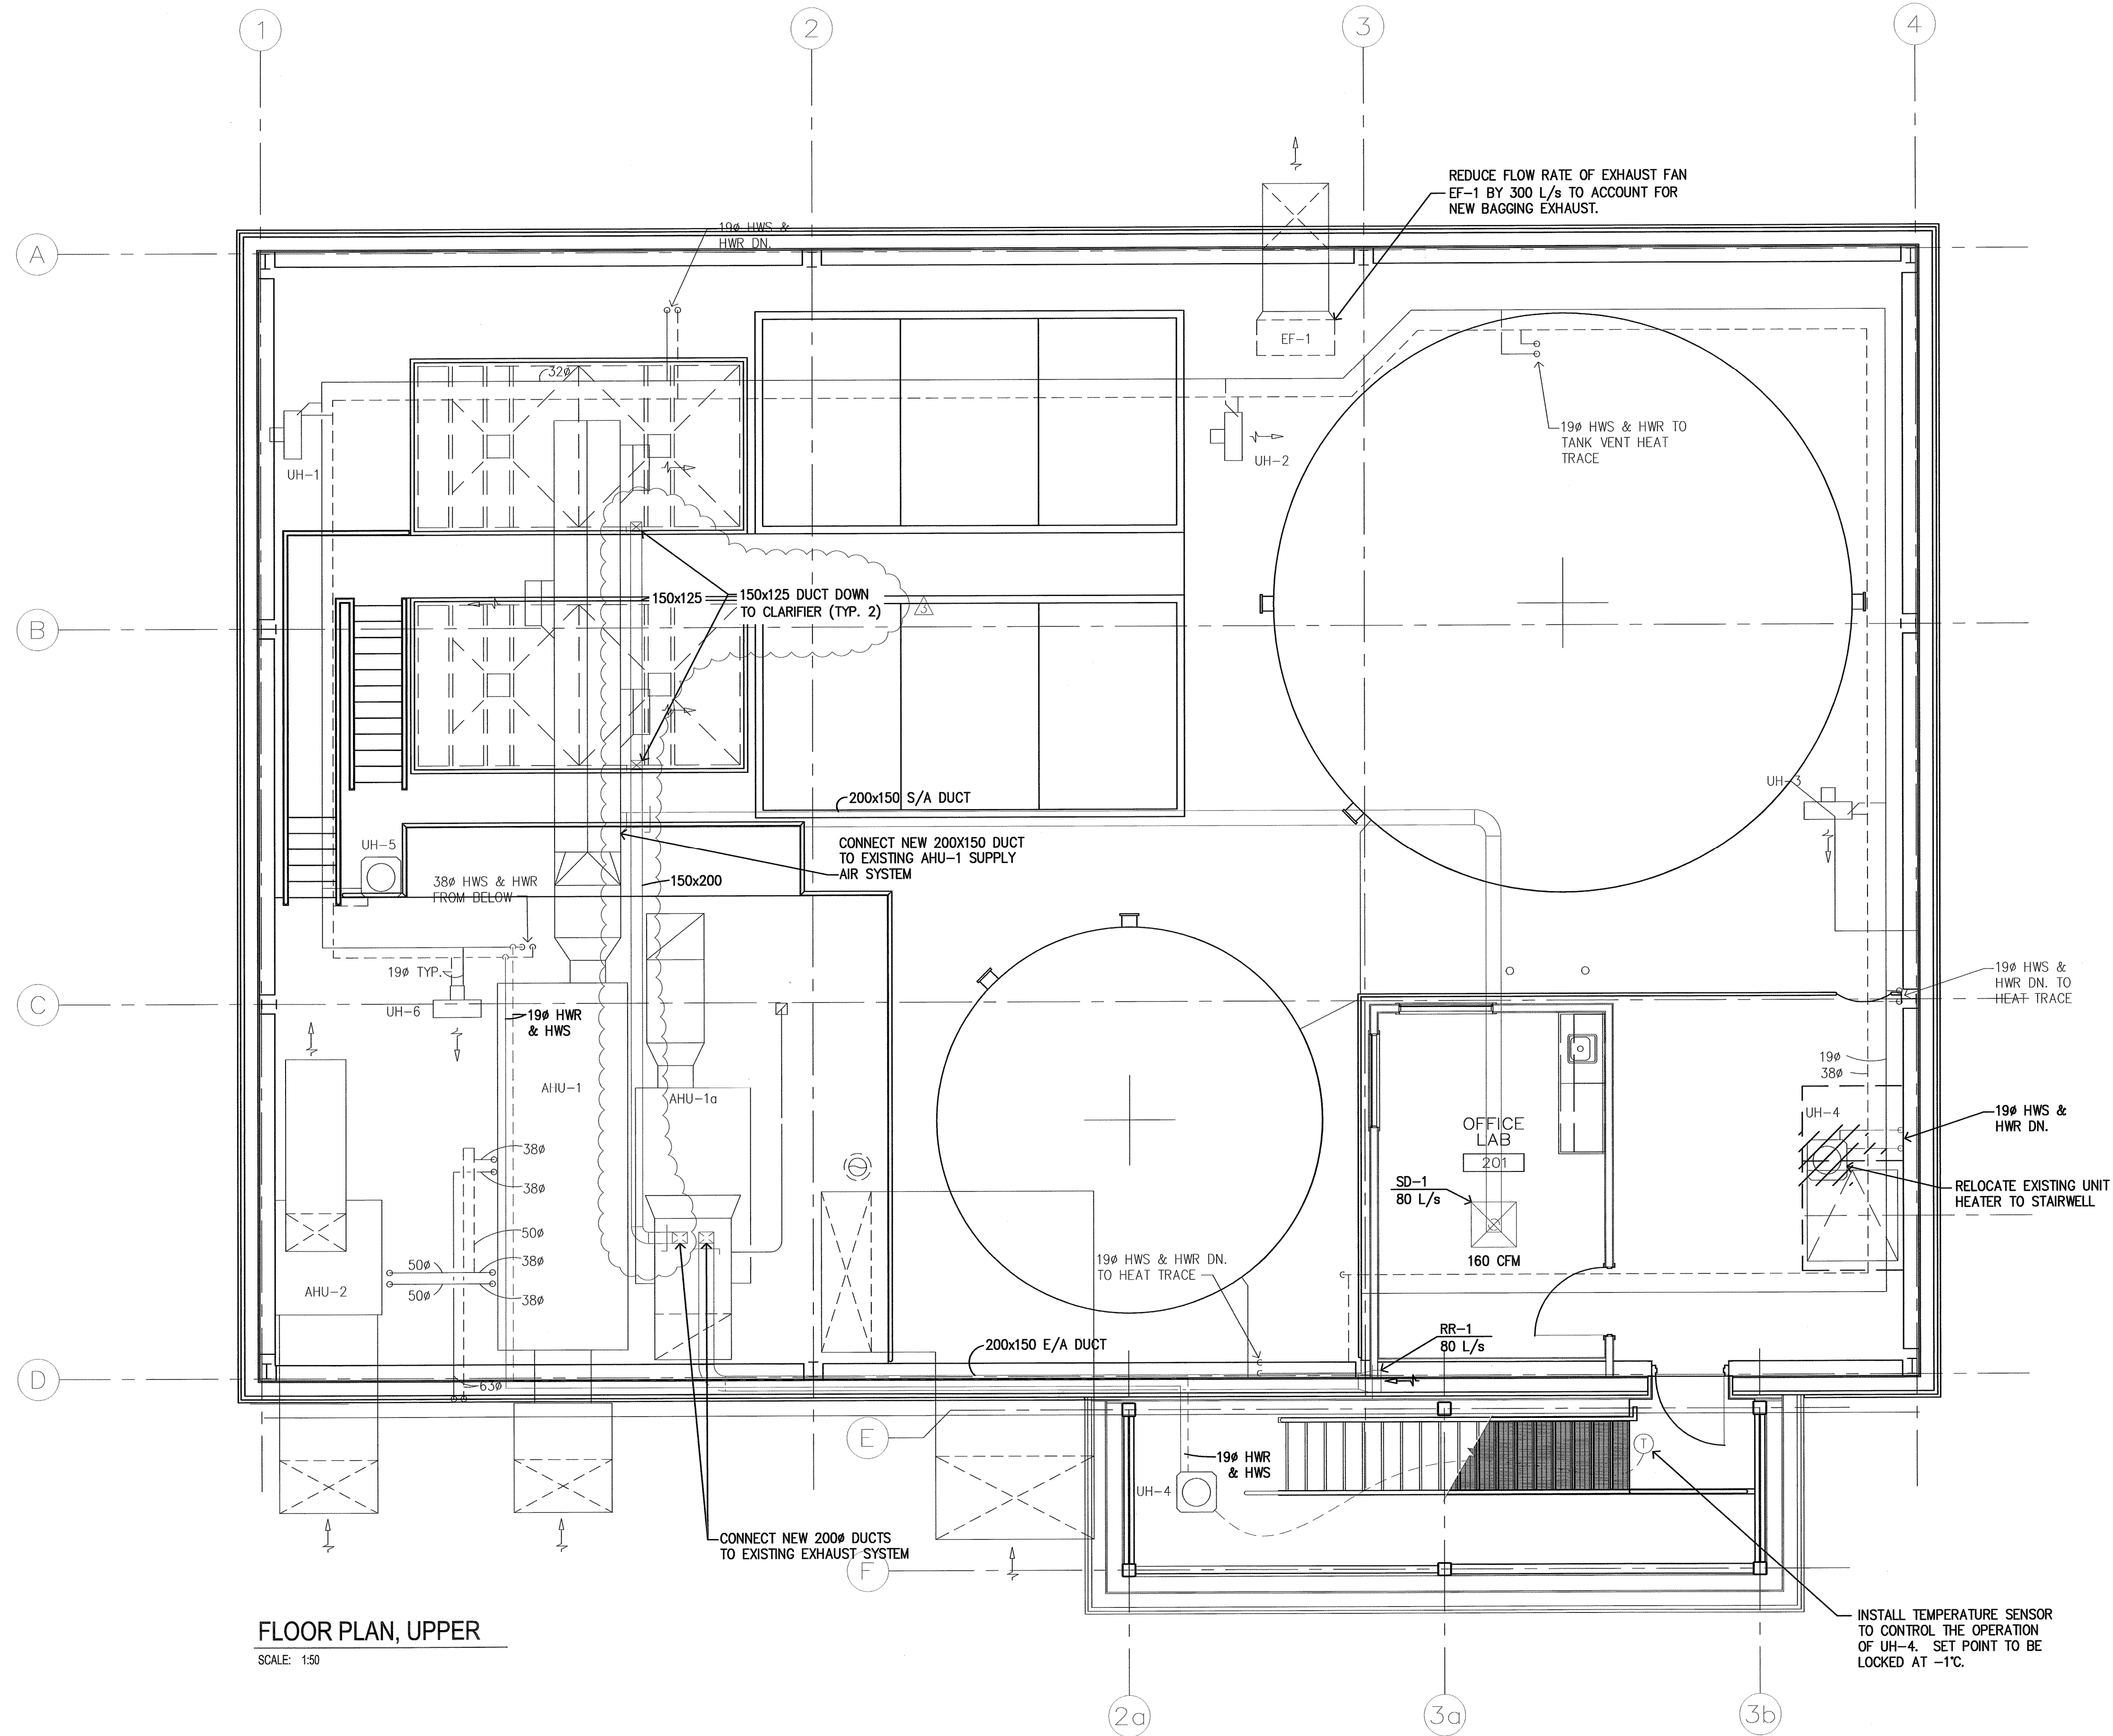 1
2
3
4
REDUCE FLOW RATE OF EXHAUST FAN
EF-1 BY 300 L/s TO ACCOUNT FOR
NEW BAGGING EXHAUST.
19ø HWS &
HWR DN.
A
EF-1
32ø
19ø HWS & HWR TO
TANK VENT HEAT
TRACE
UH-1
UH-2
150x125
150x125 DUCT DOWN
TO CLARIFIER (TYP. 2)
3
B
UH-3
200x150 S/A DUCT
UH-5
CONNECT NEW 200X150 DUCT
TO EXISTING AHU-1 SUPPLY
AIR SYSTEM
38ø HWS & HWR
FROM BELOW
150x200
19ø TYP.
19ø HWS &
HWR DN. TO
HEAT TRACE
C
UH-6
19ø HWR
& HWS
19ø
38ø
AHU-1
AHU-1a
UH-4
19ø HWS &
HWR DN.
OFFICE
LAB
201
38ø
38ø
SD-1
80 L/s
RELOCATE EXISTING UNIT
HEATER TO STAIRWELL
50ø
50ø
38ø
160 CFM
19ø HWS & HWR DN.
TO HEAT TRACE
AHU-2
50ø
38ø
RR-1
80 L/s
200x150 E/A DUCT
D
63ø
E
T
19ø HWR
& HWS
UH-4
CONNECT NEW 200ø DUCTS
TO EXISTING EXHAUST SYSTEM
F
INSTALL TEMPERATURE SENSOR
TO CONTROL THE OPERATION
OF UH-4. SET POINT TO BE
LOCKED AT -1°C.
FLOOR PLAN, UPPER
SCALE: 1:50
2a
3a
3b